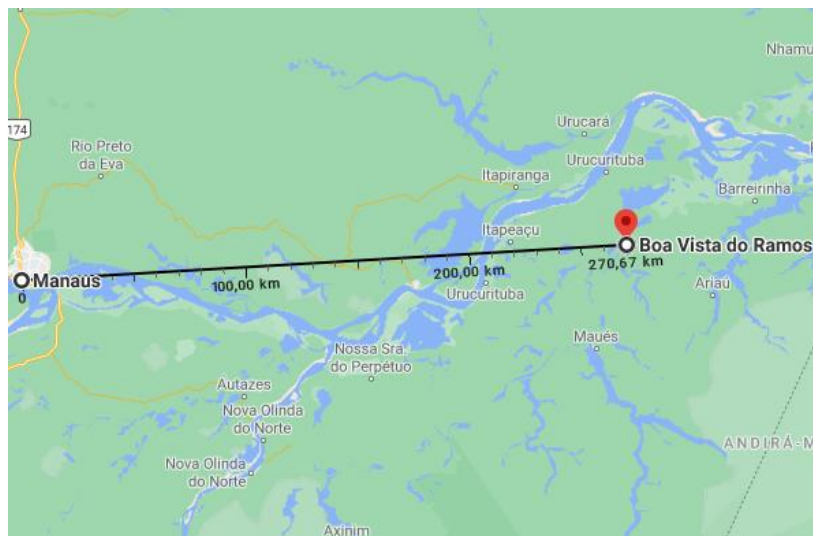 Nhamu
174
Urucará
Rio Preto
da Eva
Urucurituba
Itapiranga
Barreirinha
Itapeaçu
Boa Vista do Ramos
Manaus
0
100,00 km
200,00 km
270,67 km
Urucurituba
Ariau
Maués
Nossa Sra.
do Perpétuo
Autazes
Nova Olinda
do Norte
ANDIRÁ-M
Nova Olinda
do Norte
Axinim